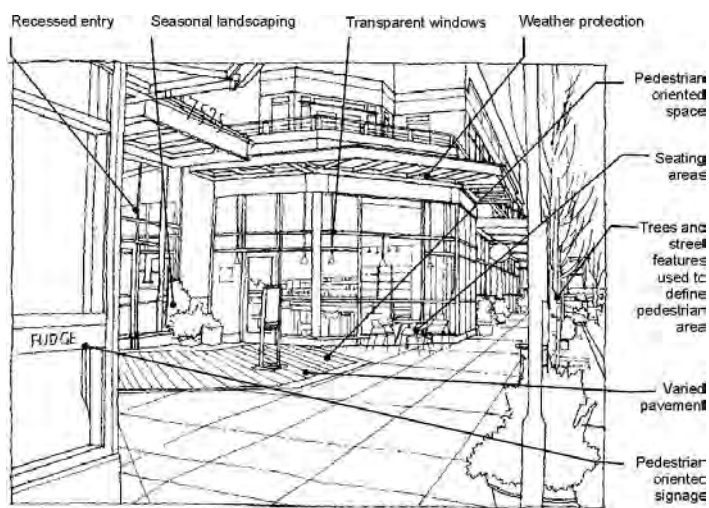 Recessed entry
Seasonal landscaping
Transparent windows
Weather protection
Pedestrian
oriented
space
Seating
areas
Trees and
street
features
used to
define
pedestrian
area
FUDGE
Varied
pavement
Pedestrian
oriented
signage